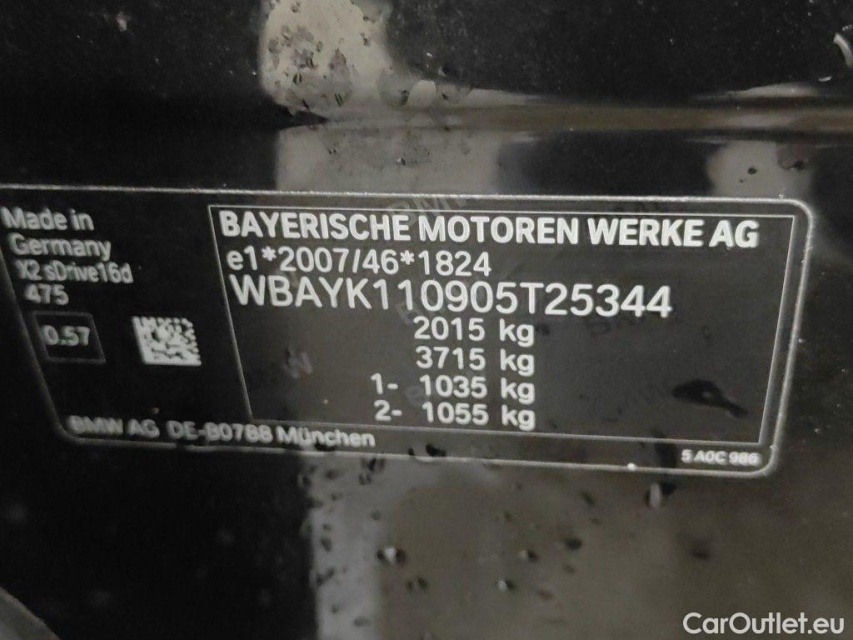 Made in
Germany
X2 sDrive16d
475
0.57
BAYERISCHE MOTOREN WERKE AG
e1*2007/46*1824
WBAYK110905T25344
2015 kg
3715 kg
1- 1035 kg
2- 1055 kg
BMW AG DE-80788 München
5 A0C 986
CarOutlet.eu